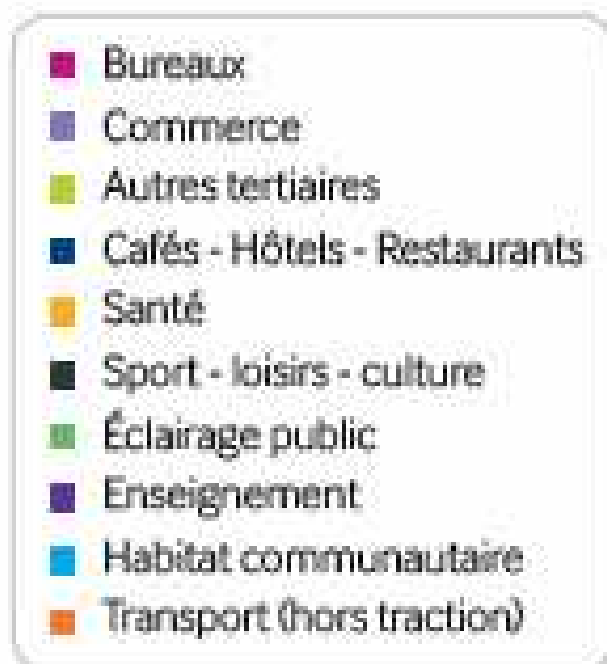 Bureaux
Commerce
Autres tertiaires
Cafés - Hôtels - Restaurants
Santé
Sport - loisirs - culture
Éclairage public
Enseignement
Habitat communautaire
Transport (hors traction)